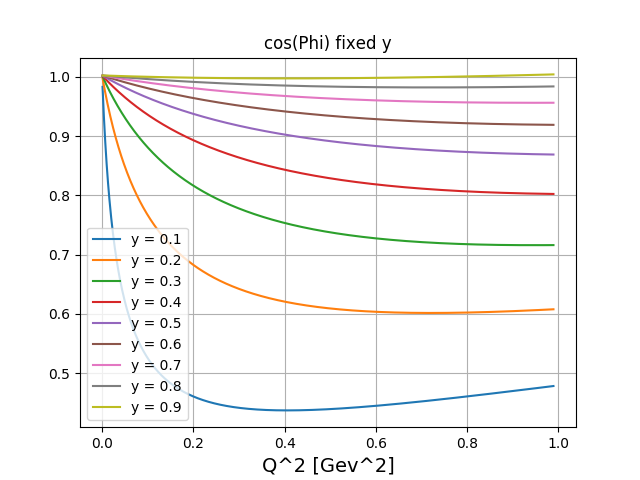 cos(Phi) fixed y
1.0
0.9
0.8
0.7
0.6
0.5
y = 0.1
y = 0.2
y = 0.3
y = 0.4
y = 0.5
y = 0.6
y = 0.7
y = 0.8
y = 0.9
0.0 0.2 0.4 0.6 0.8 1.0
Q^2 [Gev^2]